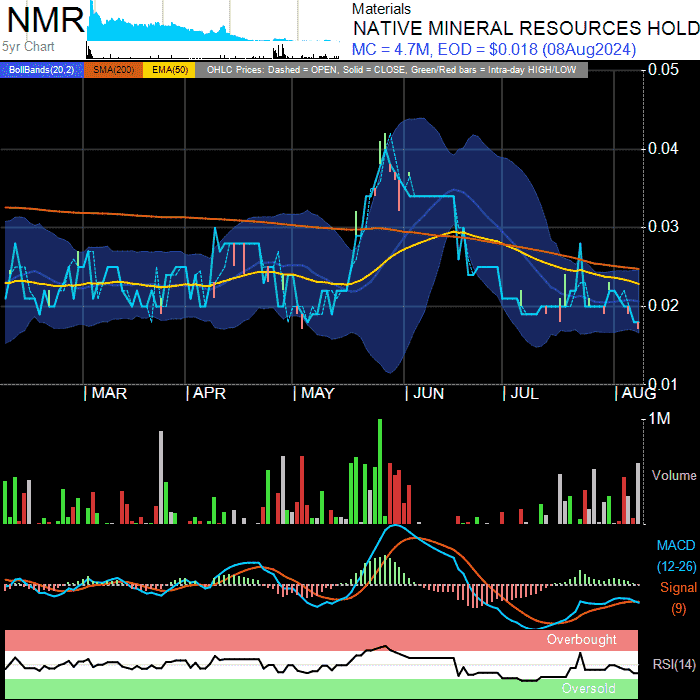 NMR
5yr Chart
Materials
NATIVE MINERAL RESOURCES HOLD
MC = 4.7M, EOD = $0.018 (08Aug2024)
BollBands(20,2) SMA(200) EMA(50) OHLC Prices: Dashed = OPEN, Solid = CLOSE, Green/Red bars = Intra-day HIGH/LOW
0.05
0.04
0.03
0.02
0.01
MAR APR MAY JUN JUL AUG
1M
Volume
MACD
(12-26)
Signal
(9)
Overbought
RSI(14)
Oversold